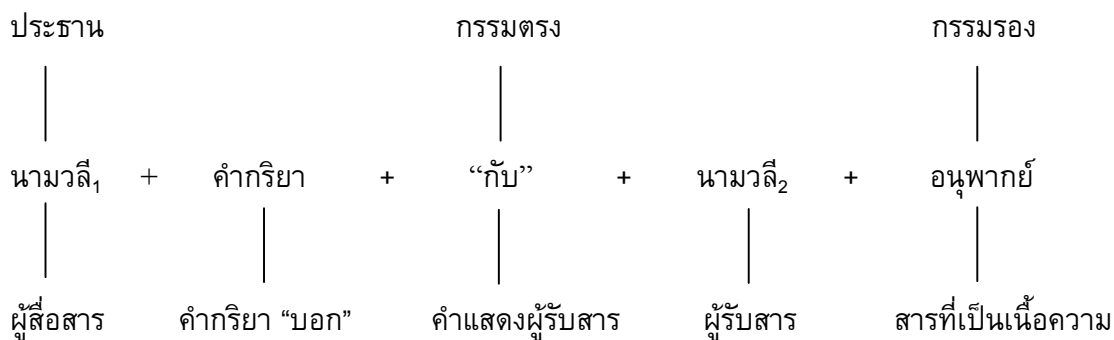 ประธาน กรรมตรง กรรมรอง
นามวลี₁ + คำกริยา + “กับ” + นามวลี₂ + อนุพากย์
ผู้สื่อสาร คำกริยา “บอก” คำแสดงผู้รับสาร ผู้รับสาร สารที่เป็นเนื้อความ